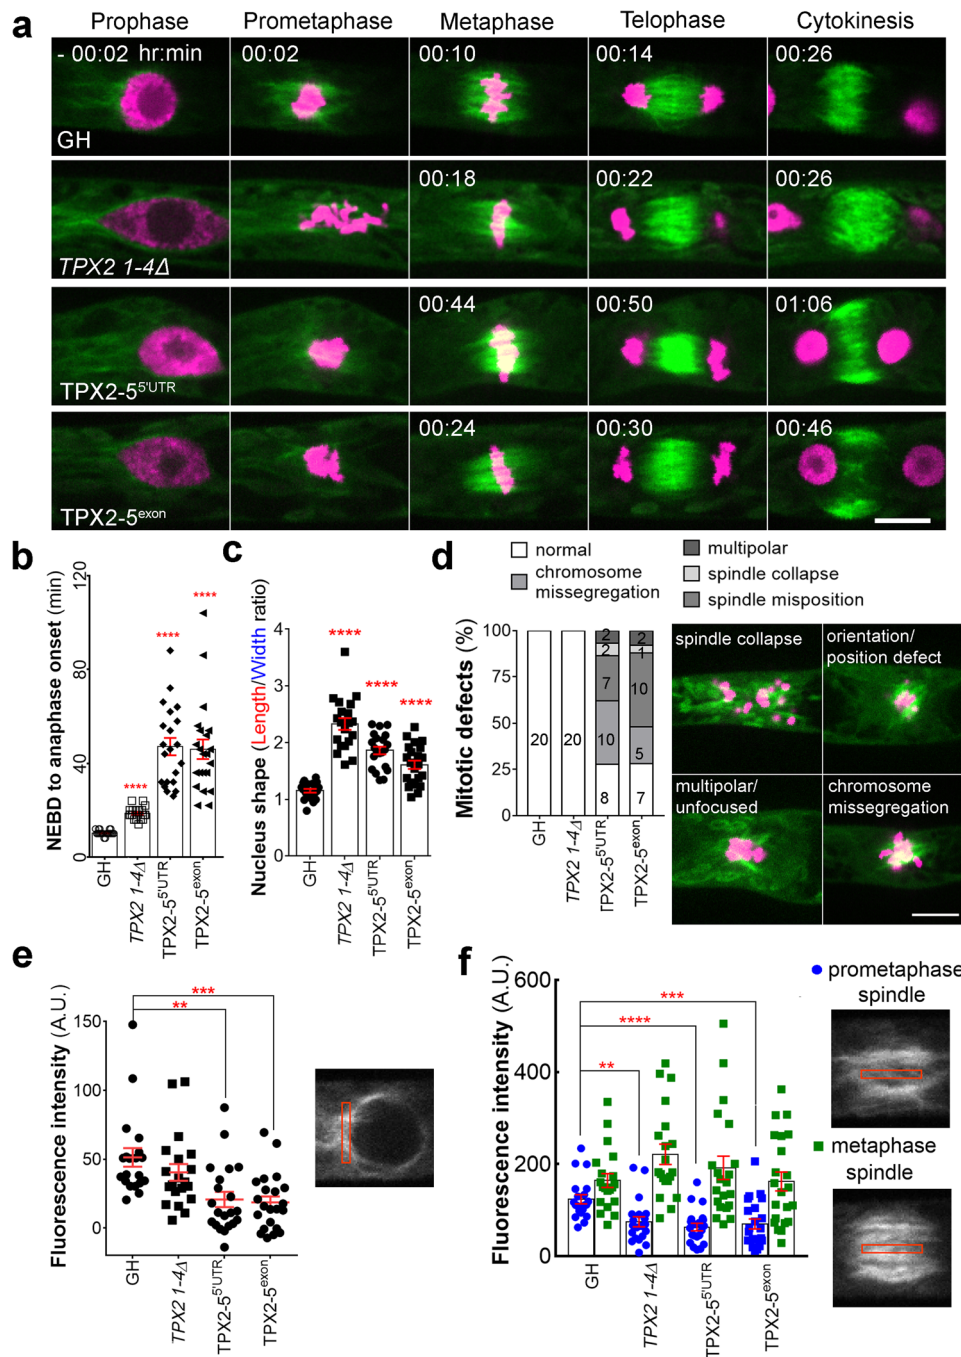 a
Prophase Prometaphase Metaphase Telophase Cytokinesis
- 00:02 hr:min 00:02 00:10 00:14 00:26
GH
00:18 00:22 00:26
TPX2 1-4Δ
00:44 00:50 01:06
TPX2-5 5'UTR
00:24 00:30 00:46
TPX2-5 exon
b
NEBD to anaphase onset (min)
120
80
40
0
****
****
****
GH
TPX2 1-4Δ
TPX2-5 5'UTR
TPX2-5 exon
c
Nucleus shape (Length/Width ratio)
4
3
2
1
0
****
****
****
GH
TPX2 1-4Δ
TPX2-5 5'UTR
TPX2-5 exon
d
normal
chromosome
missegregation
multipolar
spindle collapse
spindle misposition
Mitotic defects (%)
100
75
50
25
0
20
20
2
2
7
10
8
2
1
10
5
7
GH
TPX2 1-4Δ
TPX2-5 5'UTR
TPX2-5 exon
spindle collapse
orientation/
position defect
multipolar/
unfocused
chromosome
missegregation
e
Fluorescence intensity (A.U.)
150
100
50
0
***
**
GH
TPX2 1-4Δ
TPX2-5 5'UTR
TPX2-5 exon
f
Fluorescence intensity (A.U.)
600
400
200
0
***
****
**
GH
TPX2 1-4Δ
TPX2-5 5'UTR
TPX2-5 exon
prometaphase
spindle
metaphase
spindle